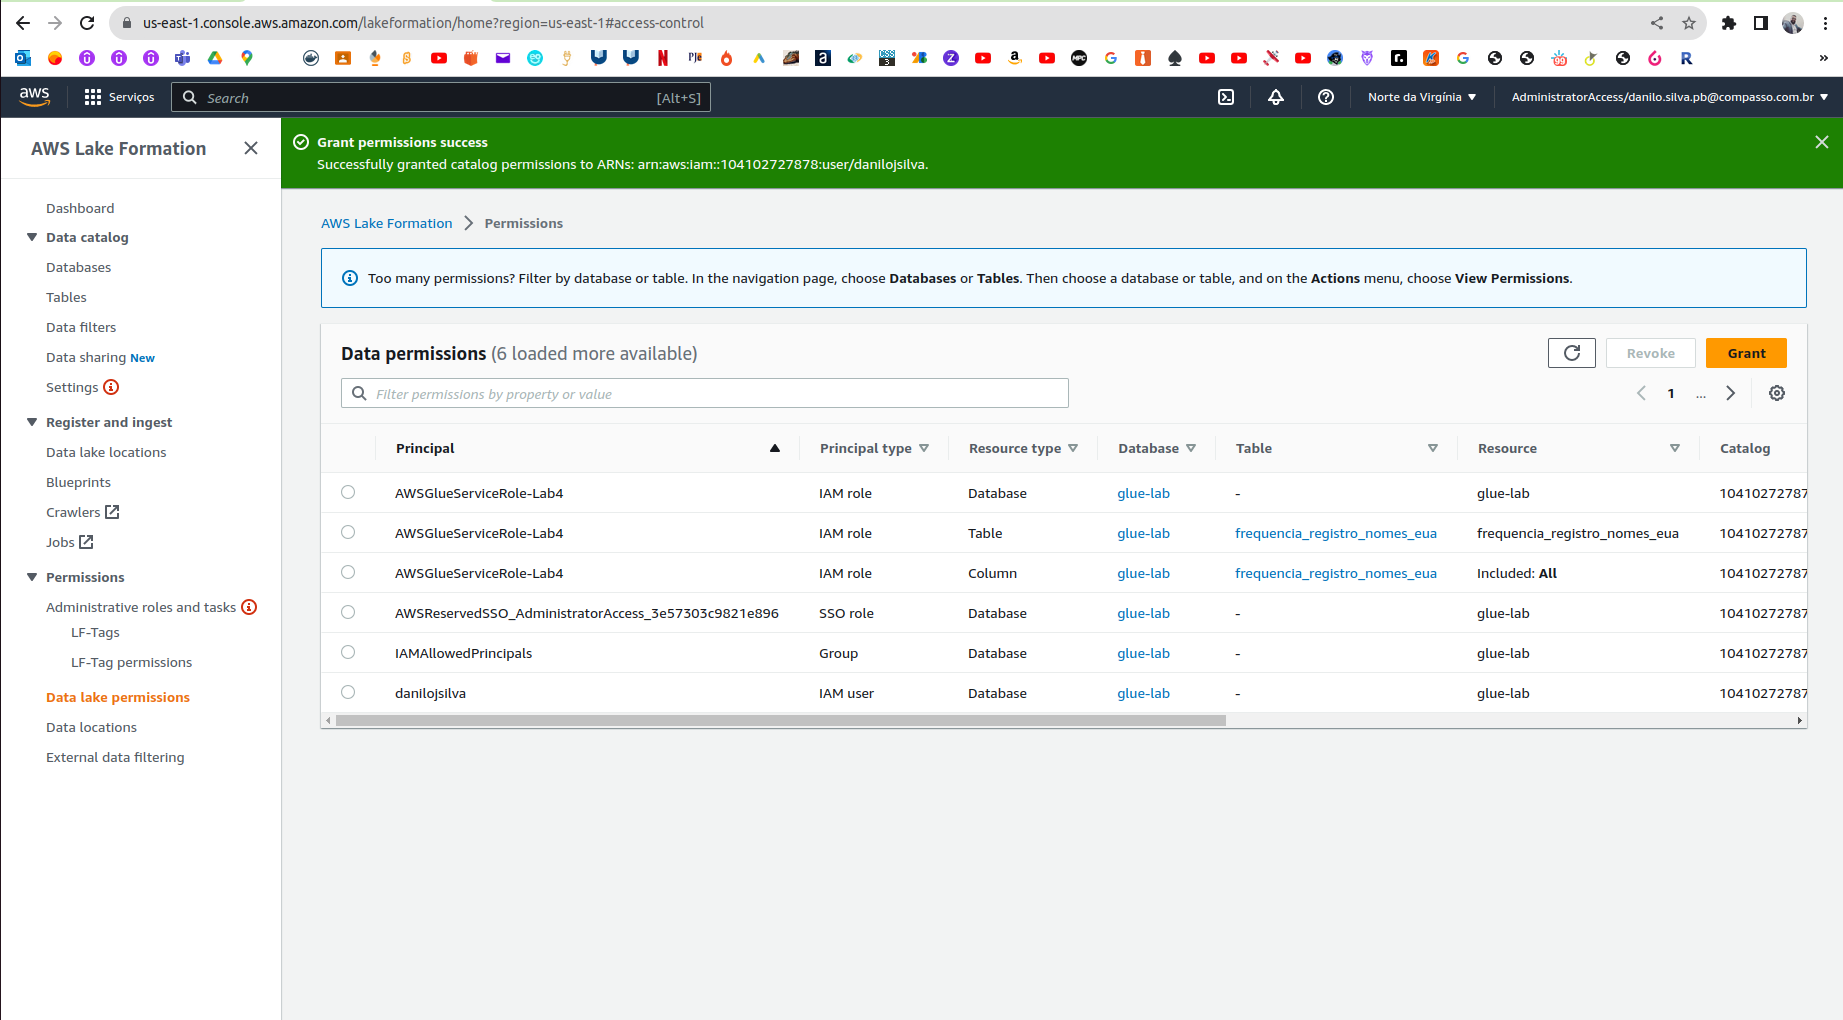 us-east-1.console.aws.amazon.com/lakeformation/home?region=us-east-1#access-control
aws
Serviços
Search
[Alt+S]
Norte da Virgínia
AdministratorAccess/danilo.silva.pb@compasso.com.br
AWS Lake Formation
Dashboard
Data catalog
Databases
Tables
Data filters
Data sharing New
Settings
Register and ingest
Data lake locations
Blueprints
Crawlers
Jobs
Permissions
Administrative roles and tasks
LF-Tags
LF-Tag permissions
Data lake permissions
Data locations
External data filtering
Grant permissions success
Successfully granted catalog permissions to ARNs: arn:aws:iam::104102727878:user/danilojsilva.
AWS Lake Formation > Permissions
Too many permissions? Filter by database or table. In the navigation page, choose Databases or Tables. Then choose a database or table, and on the Actions menu, choose View Permissions.
Data permissions (6 loaded more available)
Revoke
Grant
Filter permissions by property or value
1 ...
Principal Principal type Resource type Database Table Resource Catalog
AWSGlueServiceRole-Lab4 IAM role Database glue-lab - glue-lab 10410272787
AWSGlueServiceRole-Lab4 IAM role Table glue-lab frequencia_registro_nomes_eua frequencia_registro_nomes_eua 10410272787
AWSGlueServiceRole-Lab4 IAM role Column glue-lab frequencia_registro_nomes_eua Included: All 10410272787
AWSReservedSSO_AdministratorAccess_3e57303c9821e896 SSO role Database glue-lab - glue-lab 10410272787
IAMAllowedPrincipals Group Database glue-lab - glue-lab 10410272787
danilojsilva IAM user Database glue-lab - glue-lab 10410272787